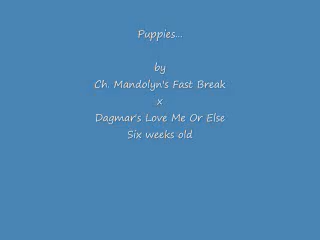 Puppies...
by
Ch. Mandolyn's Fast Break
x
Dagmar's Love Me Or Else
Six weeks old